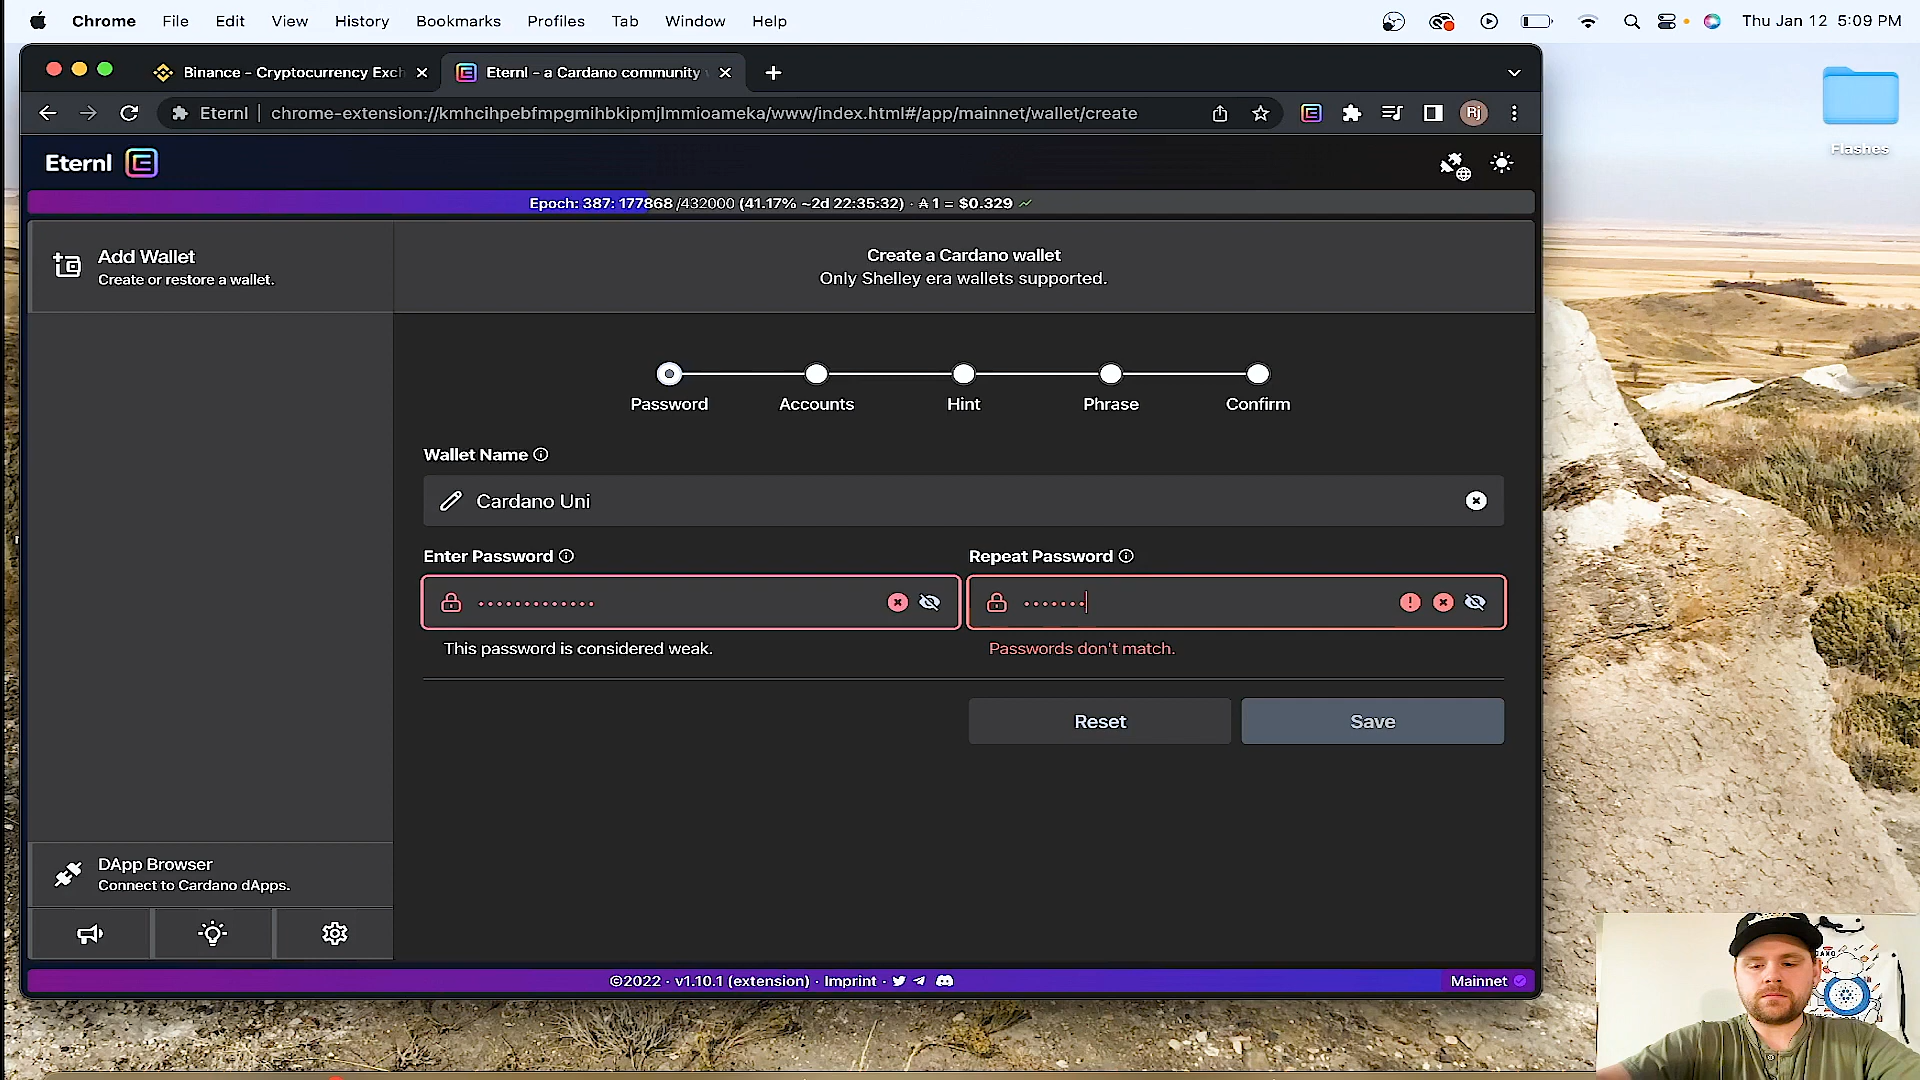 Chrome File Edit View History Bookmarks Profiles Tab Window Help
Thu Jan 12 5:09 PM
Binance - Cryptocurrency Exch
Eternl - a Cardano community
Eternl chrome-extension://kmhcihpebfmpgmihbkipmjlmmioameka/www/index.html#/app/mainnet/wallet/create
Rj
Flashes
Eternl
Epoch: 387: 177868 /432000 (41.17% ~2d 22:35:32) · ₳ 1 = $0.329
Add Wallet
Create or restore a wallet.
Create a Cardano wallet
Only Shelley era wallets supported.
Password Accounts Hint Phrase Confirm
Wallet Name
Cardano Uni
Enter Password Repeat Password
This password is considered weak. Passwords don't match.
Reset Save
DApp Browser
Connect to Cardano dApps.
©2022 · v1.10.1 (extension) · Imprint ·
Mainnet